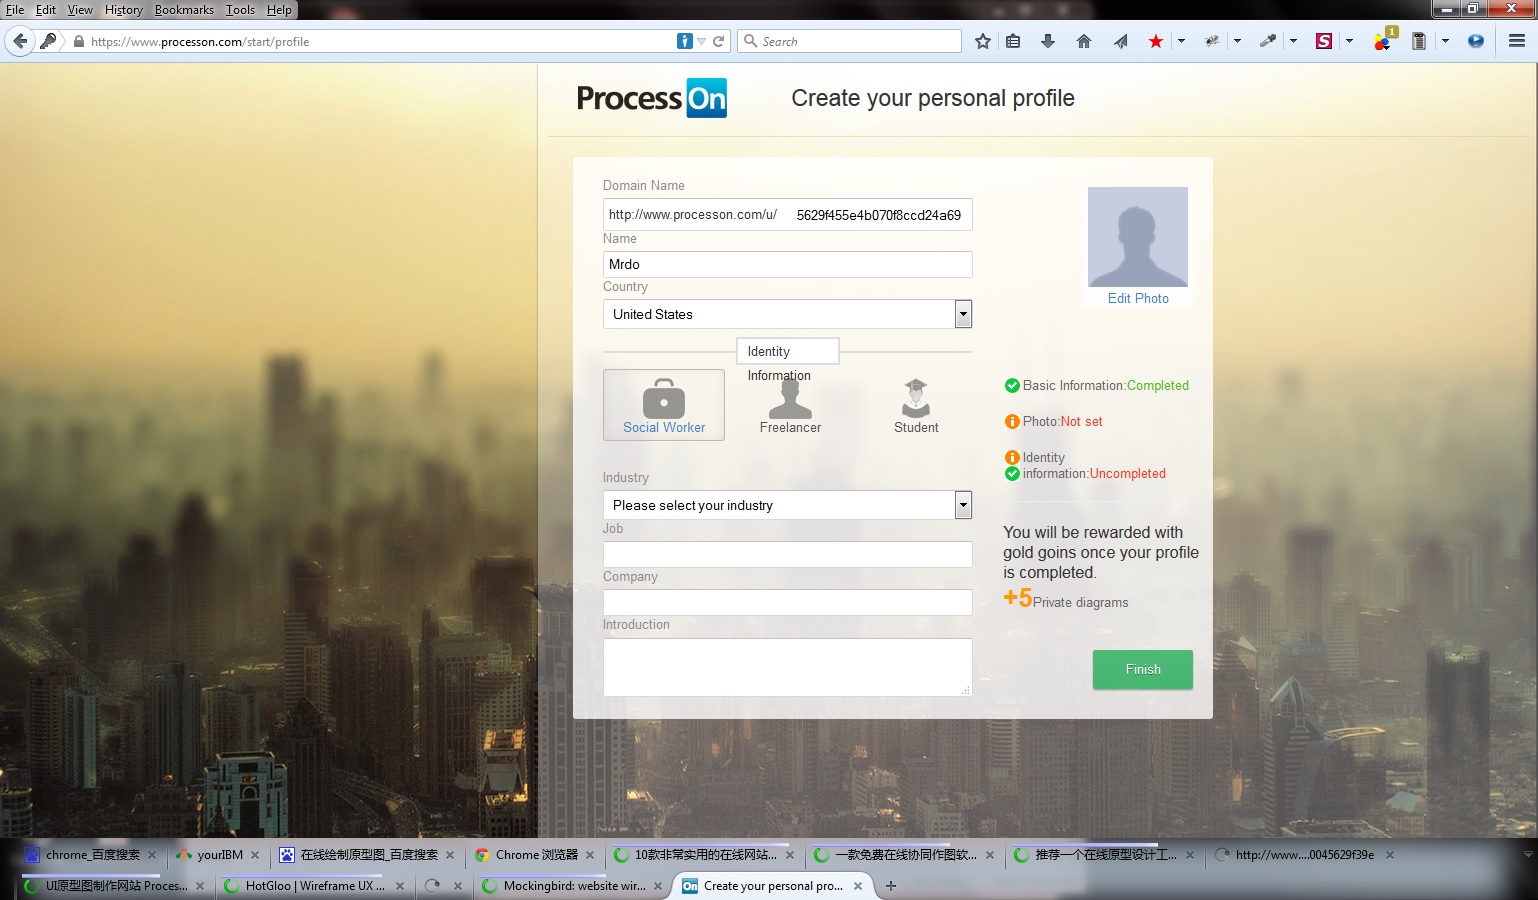 File Edit View History Bookmarks Tools Help
https://www.processon.com/start/profile
Search
1
S
ProcessOn
Create your personal profile
Domain Name
http://www.processon.com/u/ 5629f455e4b070f8ccd24a69
Name
Mrdo
Edit Photo
Country
United States
Identity
Information
Social Worker
Freelancer
Student
Basic Information:Completed
Photo:Not set
Identity
information:Uncompleted
Industry
Please select your industry
Job
Company
Introduction
You will be rewarded with
gold goins once your profile
is completed.
+5Private diagrams
Finish
chrome_百度搜索
yourIBM
在线绘制原型图_百度搜索
Chrome 浏览器
10款非常实用的在线网站...
一款免费在线协同作图软...
推荐一个在线原型设计工...
http://www....0045629f39e
UI原型图制作网站 Process...
HotGloo | Wireframe UX ...
Mockingbird: website wir...
On Create your personal pro...